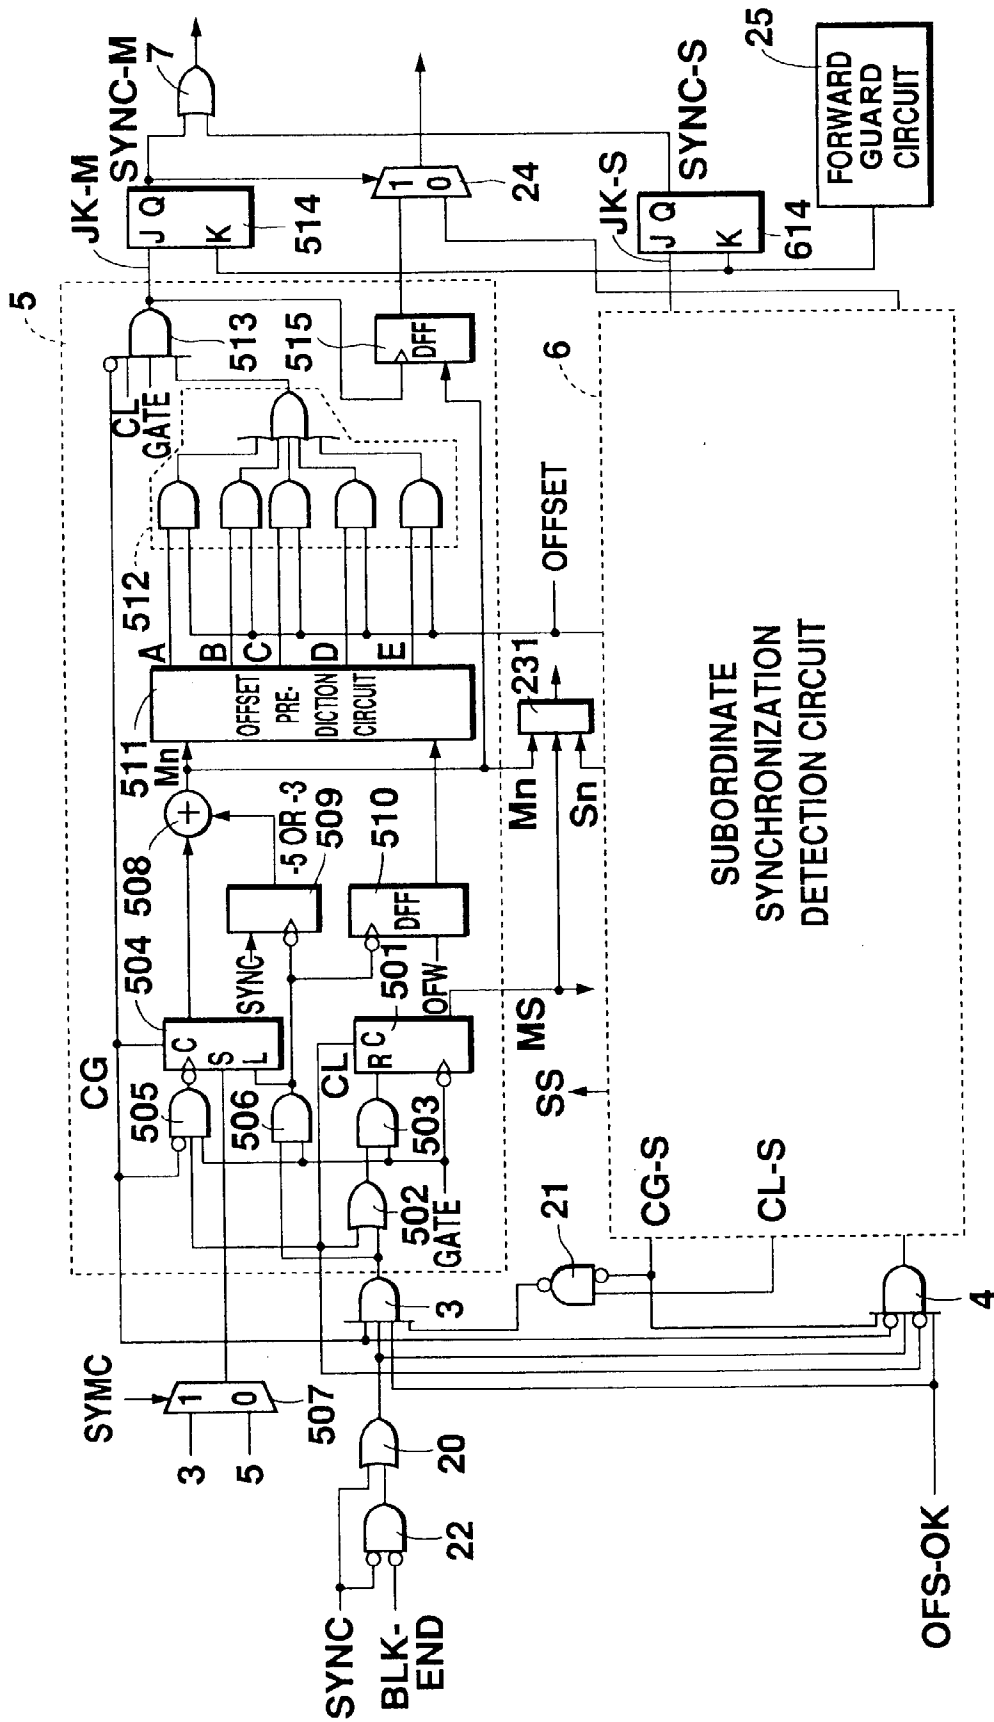 SYNC
BLK-
END
OFS-OK
22
20
SYMC
3
5
1
0
507
3
4
21
CG-S
CL-S
CG
505
506
502
503
GATE
504
C
S
L
SYNC
CL
R C
501
OFW
MS
SS
508
+
-5 OR -3
509
510
DFF
511
Mn
OFFSET
PRE-
DICTION
CIRCUIT
A
B
C
D
E
512
Mn
Sn
231
OFFSET
CL
GATE
513
515
DFF
5
6
SUBORDINATE
SYNCHRONIZATION
DETECTION CIRCUIT
JK-M
J Q
K
514
SYNC-M
7
1
0
24
JK-S
J Q
K
614
SYNC-S
25
FORWARD
GUARD
CIRCUIT